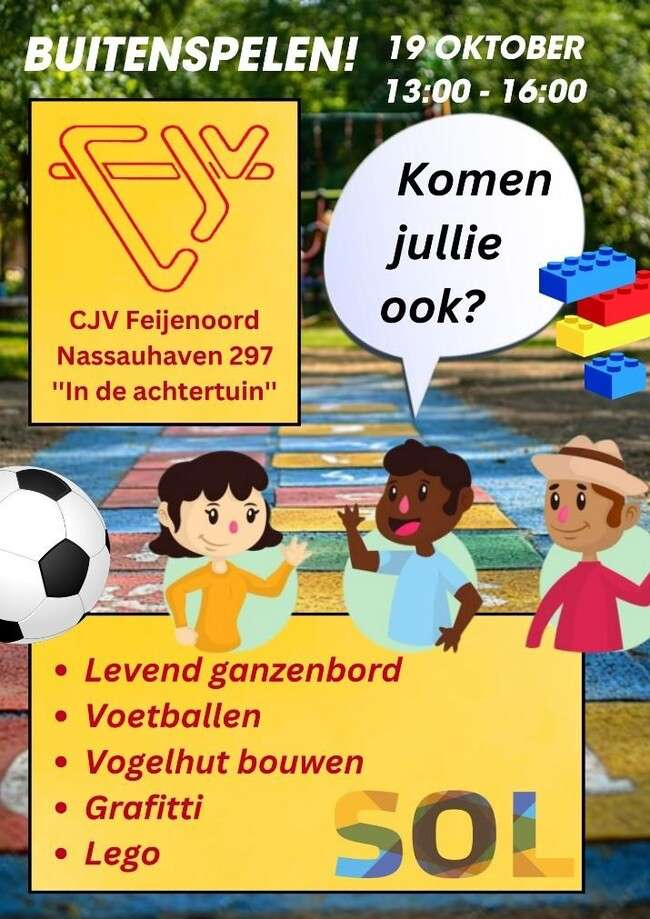 BUITENSPELEN!
19 OKTOBER
13:00 - 16:00
CJV
CJV Feijenoord
Nassauhaven 297
"In de achtertuin"
Komen
jullie
ook?
• Levend ganzenbord
• Voetballen
• Vogelhut bouwen
• Grafitti
• Lego
SOL